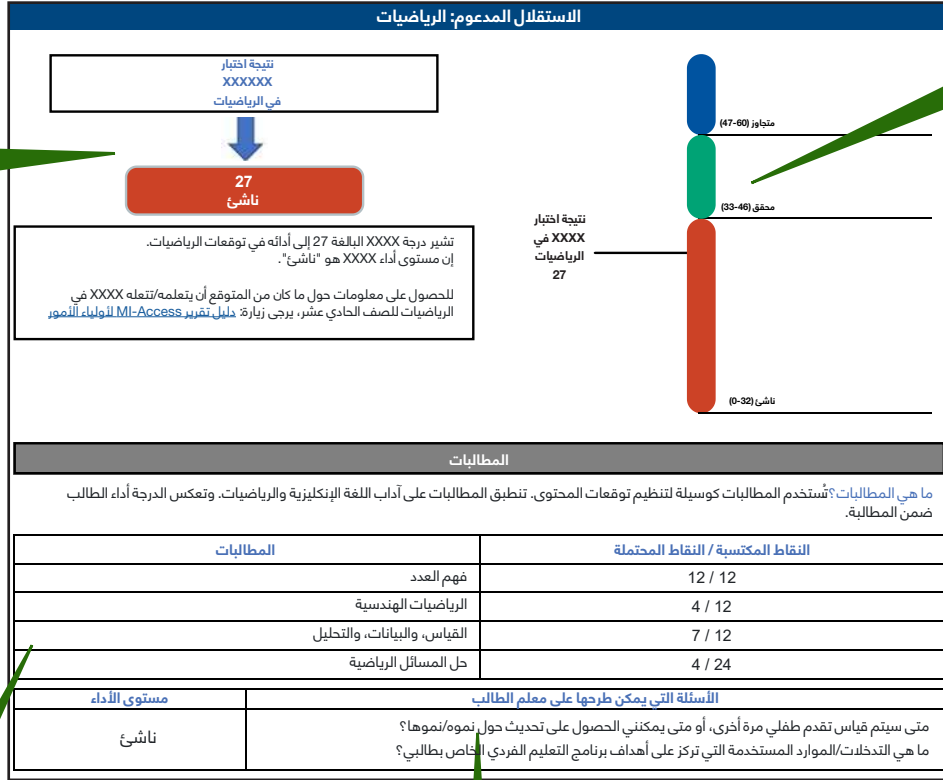 الاستقلال المدعوم: الرياضيات
نتيجة اختبار
XXXXXX
في الرياضيات
27
ناشئ
تشير درجة XXXX البالغة 27 إلى أدائه في توقعات الرياضيات.
إن مستوى أداء XXXX هو "ناشئ".
للحصول على معلومات حول ما كان من المتوقع أن يتعلمه/تتعله XXXX في
الرياضيات للصف الحادي عشر، يرجى زيارة: دليل تقرير MI-Access لأولياء الأمور
متجاوز (60-47)
محقق (46-33)
نتيجة اختبار
XXXX في
الرياضيات
27
ناشئ (32-0)
المطالبات
ما هي المطالبات؟ تُستخدم المطالبات كوسيلة لتنظيم توقعات المحتوى. تنطبق المطالبات على آداب اللغة الإنكليزية والرياضيات. وتعكس الدرجة أداء الطالب
ضمن المطالبة.
النقاط المكتسبة / النقاط المحتملة
المطالبات
12 / 12
فهم العدد
4 / 12
الرياضيات الهندسية
7 / 12
القياس، والبيانات، والتحليل
4 / 24
حل المسائل الرياضية
الأسئلة التي يمكن طرحها على معلم الطالب
مستوى الأداء
متى سيتم قياس تقدم طفلي مرة أخرى، أو متى يمكنني الحصول على تحديث حول نموه/نموها؟
ما هي التدخلات/الموارد المستخدمة التي تركز على أهداف برنامج التعليم الفردي الخاص بطالبي؟
ناشئ